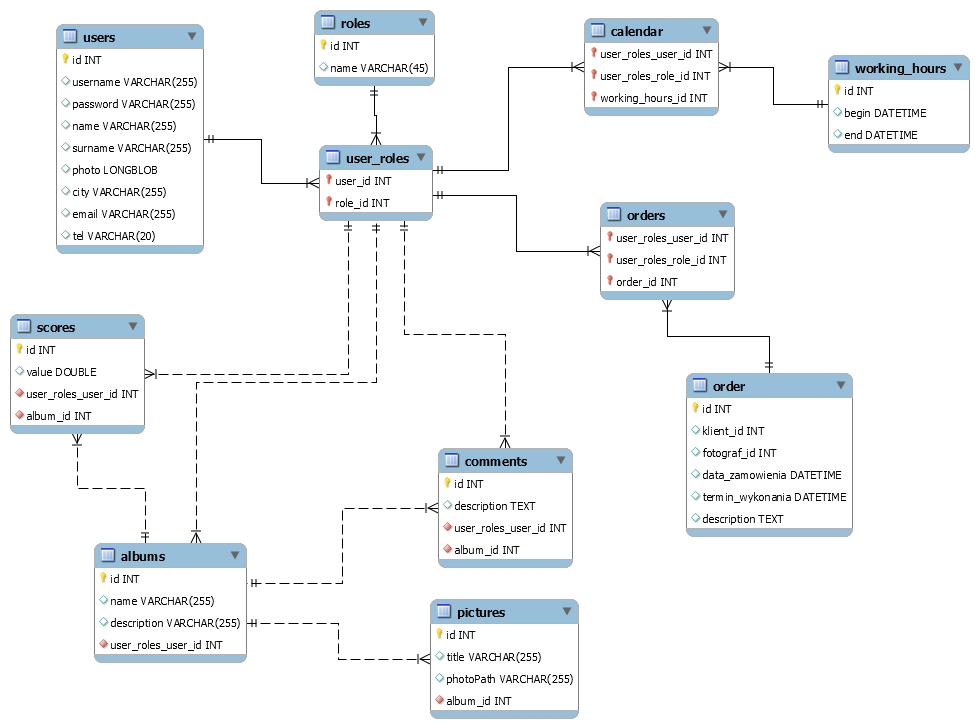 users
id INT
username VARCHAR(255)
password VARCHAR(255)
name VARCHAR(255)
surname VARCHAR(255)
photo LONGBLOB
city VARCHAR(255)
email VARCHAR(255)
tel VARCHAR(20)
roles
id INT
name VARCHAR(45)
calendar
user_roles_user_id INT
user_roles_role_id INT
working_hours_id INT
working_hours
id INT
begin DATETIME
end DATETIME
user_roles
user_id INT
role_id INT
orders
user_roles_user_id INT
user_roles_role_id INT
order_id INT
scores
id INT
value DOUBLE
user_roles_user_id INT
album_id INT
order
id INT
klient_id INT
fotograf_id INT
data_zamowienia DATETIME
termin_wykonania DATETIME
description TEXT
comments
id INT
description TEXT
user_roles_user_id INT
album_id INT
albums
id INT
name VARCHAR(255)
description VARCHAR(255)
user_roles_user_id INT
pictures
id INT
title VARCHAR(255)
photoPath VARCHAR(255)
album_id INT